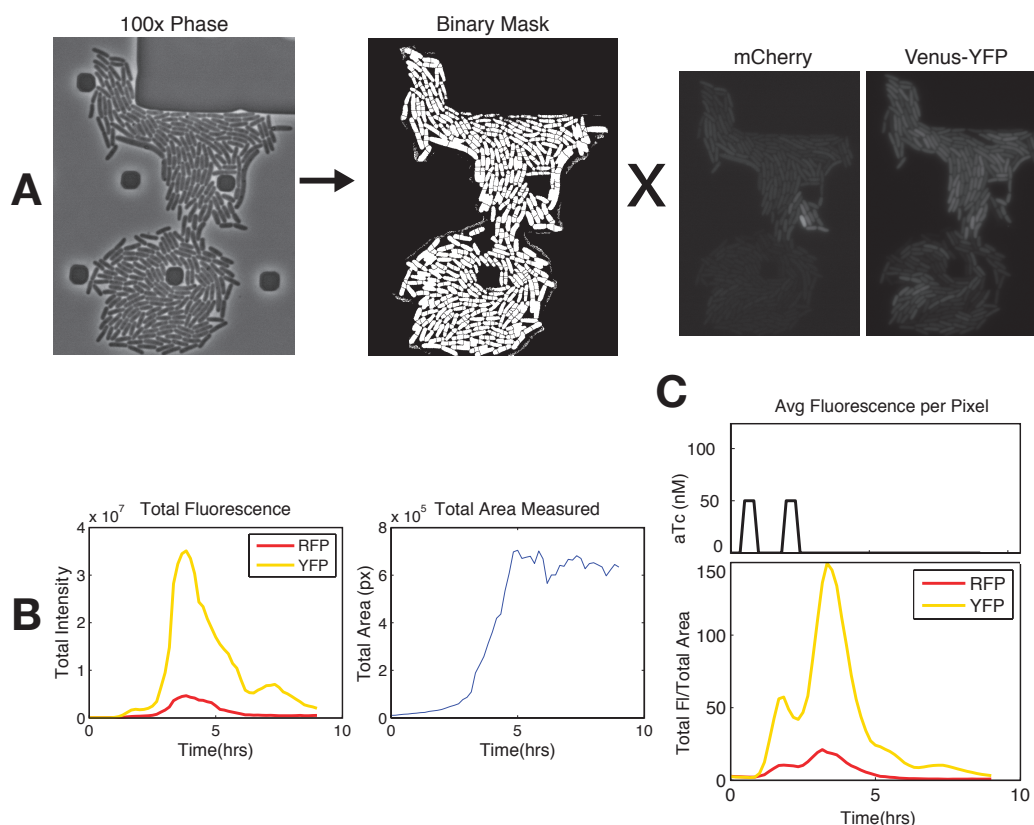 100x Phase
Binary Mask
mCherry
Venus-YFP
A
X
C
Avg Fluorescence per Pixel
100
50
0
aTc (nM)
0
5
10
B
Total Fluorescence
x 10^7
4
3
2
1
0
Total Intensity
RFP
YFP
0
5
10
Time(hrs)
Total Area Measured
x 10^5
8
6
4
2
0
Total Area (px)
0
5
10
Time(hrs)
150
100
50
0
Total Fl/Total Area
RFP
YFP
0
5
10
Time(hrs)